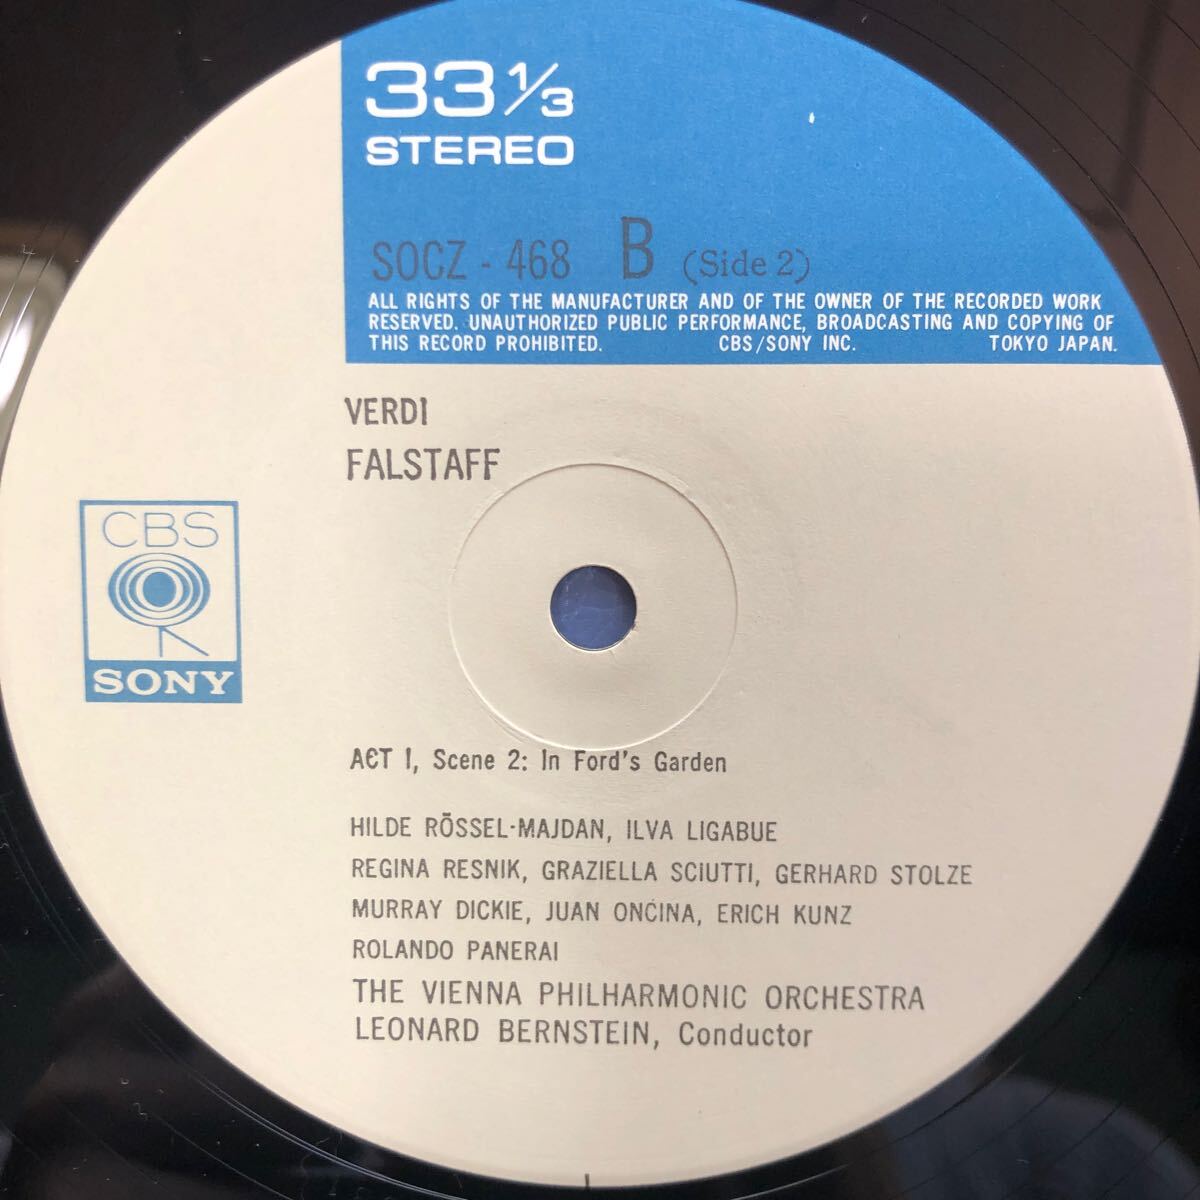 33 1/3
STEREO
SOCZ - 468 B (Side 2)
ALL RIGHTS OF THE MANUFACTURER AND OF THE OWNER OF THE RECORDED WORK
RESERVED. UNAUTHORIZED PUBLIC PERFORMANCE, BROADCASTING AND COPYING OF
THIS RECORD PROHIBITED. CBS/SONY INC. TOKYO JAPAN.
VERDI
FALSTAFF
CBS
SONY
ACT I, Scene 2: In Ford's Garden
HILDE RÖSSEL-MAJDAN, ILVA LIGABUE
REGINA RESNIK, GRAZIELLA SCIUTTI, GERHARD STOLZE
MURRAY DICKIE, JUAN ONĊINA, ERICH KUNZ
ROLANDO PANERAI
THE VIENNA PHILHARMONIC ORCHESTRA
LEONARD BERNSTEIN, Conductor